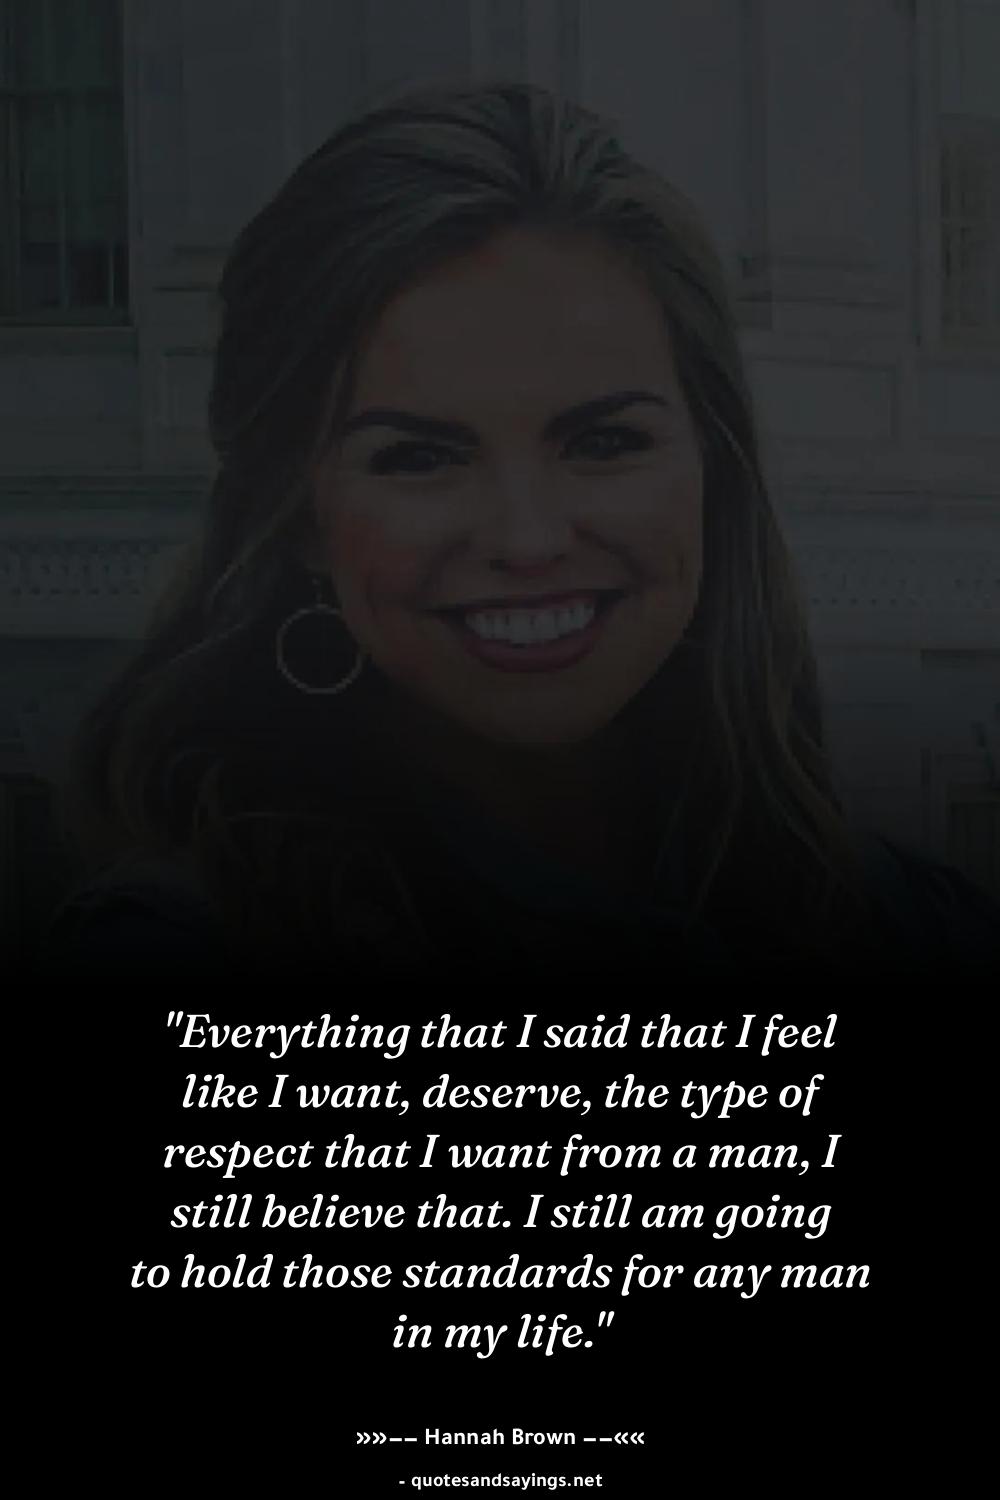 "Everything that I said that I feel
like I want, deserve, the type of
respect that I want from a man, I
still believe that. I still am going
to hold those standards for any man
in my life."
»»−− Hannah Brown −−««
- quotesandsayings.net